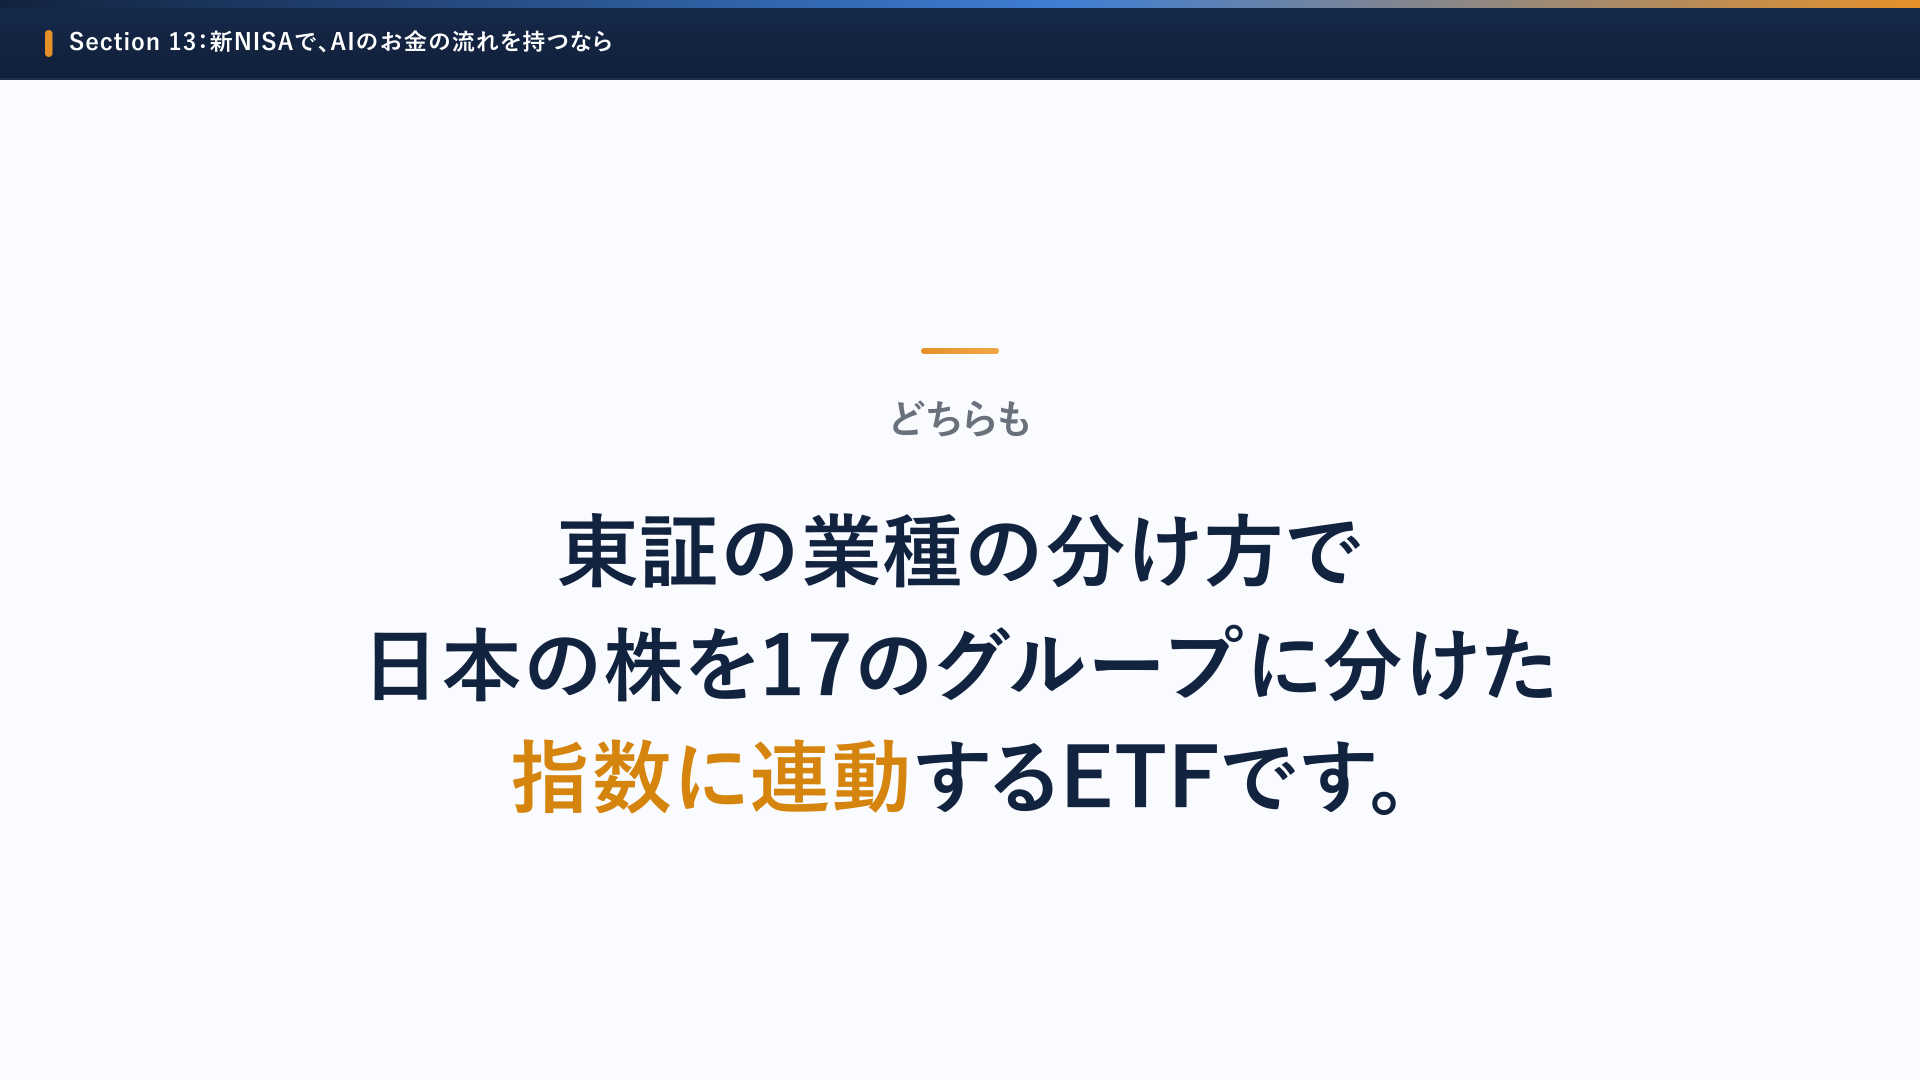 Section 13：新NISAで、AIのお金の流れを持つなら
どちらも
東証の業種の分け方で
日本の株を17のグループに分けた
指数に連動するETFです。